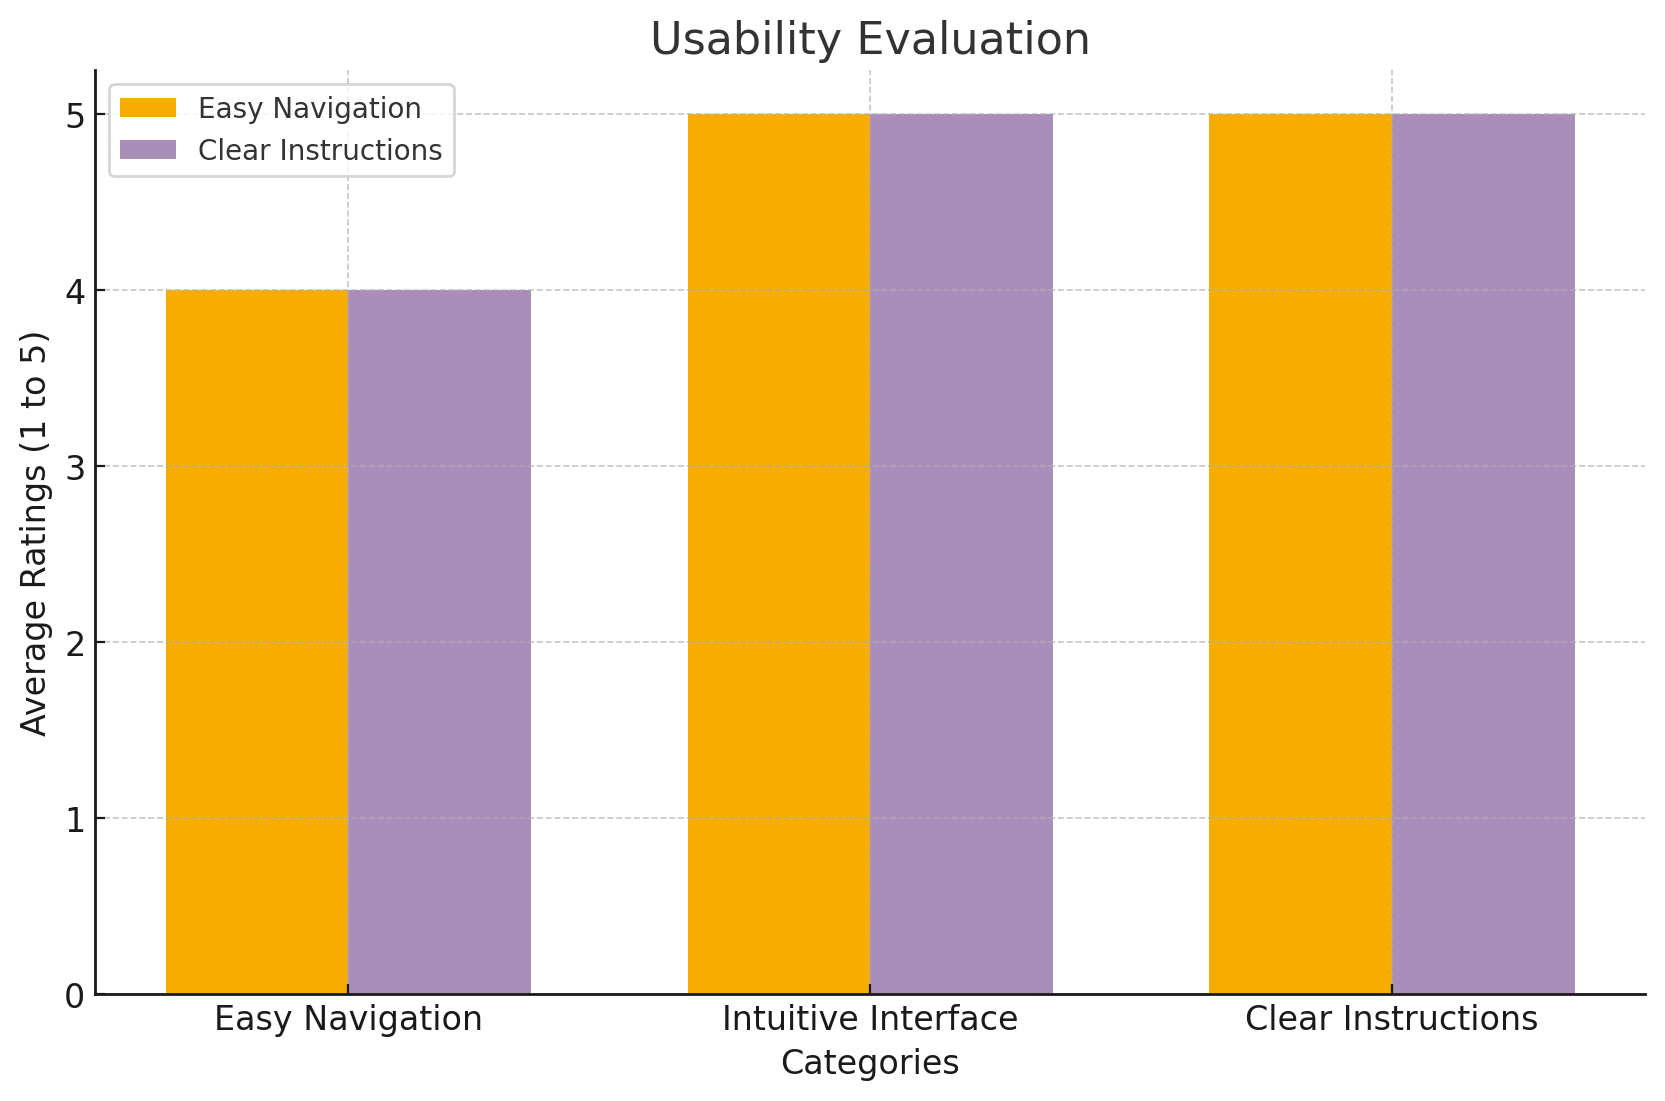 Usability Evaluation
Easy Navigation
Clear Instructions
5
4
3
2
1
0
Average Ratings (1 to 5)
Easy Navigation Intuitive Interface Clear Instructions
Categories